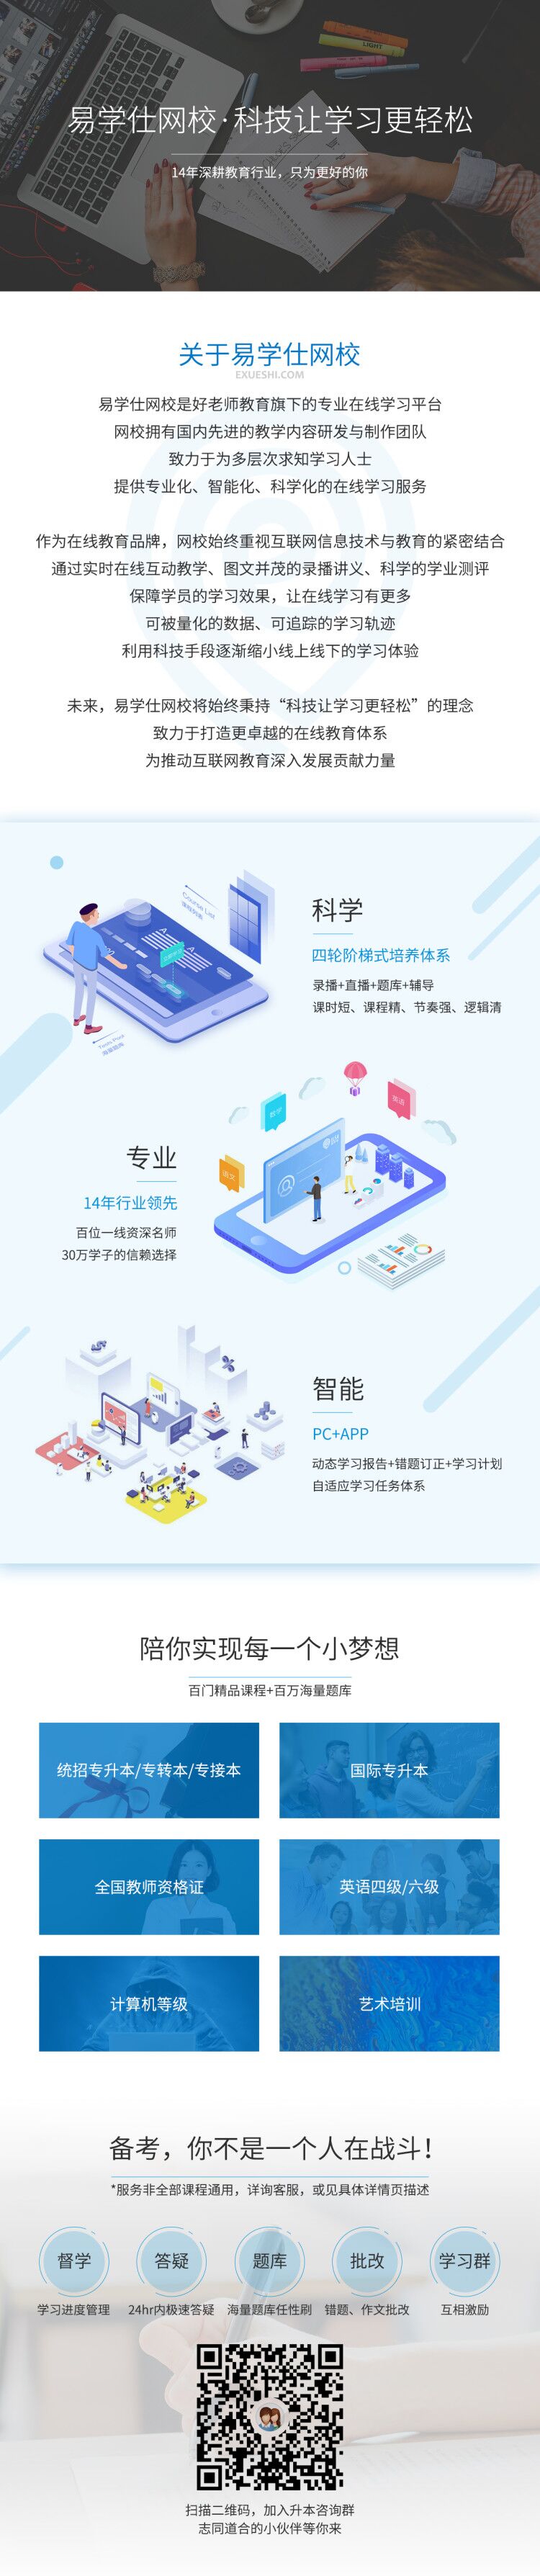 易学仕网校·科技让学习更轻松
14年深耕教育行业，只为更好的你
关于易学仕网校
EXUESHI.COM
易学仕网校是好老师教育旗下的专业在线学习平台
网校拥有国内先进的教学内容研发与制作团队
致力于为多层次求知学习人士
提供专业化、智能化、科学化的在线学习服务
作为在线教育品牌，网校始终重视互联网信息技术与教育的紧密结合
通过实时在线互动教学、图文并茂的录播讲义、科学的学业测评
保障学员的学习效果，让在线学习有更多
可被量化的数据、可追踪的学习轨迹
利用科技手段逐渐缩小线上线下的学习体验
未来，易学仕网校将始终秉持“科技让学习更轻松”的理念
致力于打造更卓越的在线教育体系
为推动互联网教育深入发展贡献力量
Course List
科学
四轮阶梯式培养体系
录播+直播+题库+辅导
课时短、课程精、节奏强、逻辑清
数学
英语
语文
专业
14年行业领先
百位一线资深名师
30万学子的信赖选择
智能
PC+APP
动态学习报告+错题订正+学习计划
自适应学习任务体系
陪你实现每一个小梦想
百门精品课程+百万海量题库
统招专升本/专转本/专接本
国际专升本
全国教师资格证
英语四级/六级
计算机等级
艺术培训
备考，你不是一个人在战斗！
*服务非全部课程通用，详询客服，或见具体详情页描述
督学
答疑
题库
批改
学习群
学习进度管理
24hr内极速答疑
海量题库任性刷
错题、作文批改
互相激励
扫描二维码，加入升本咨询群
志同道合的小伙伴等你来